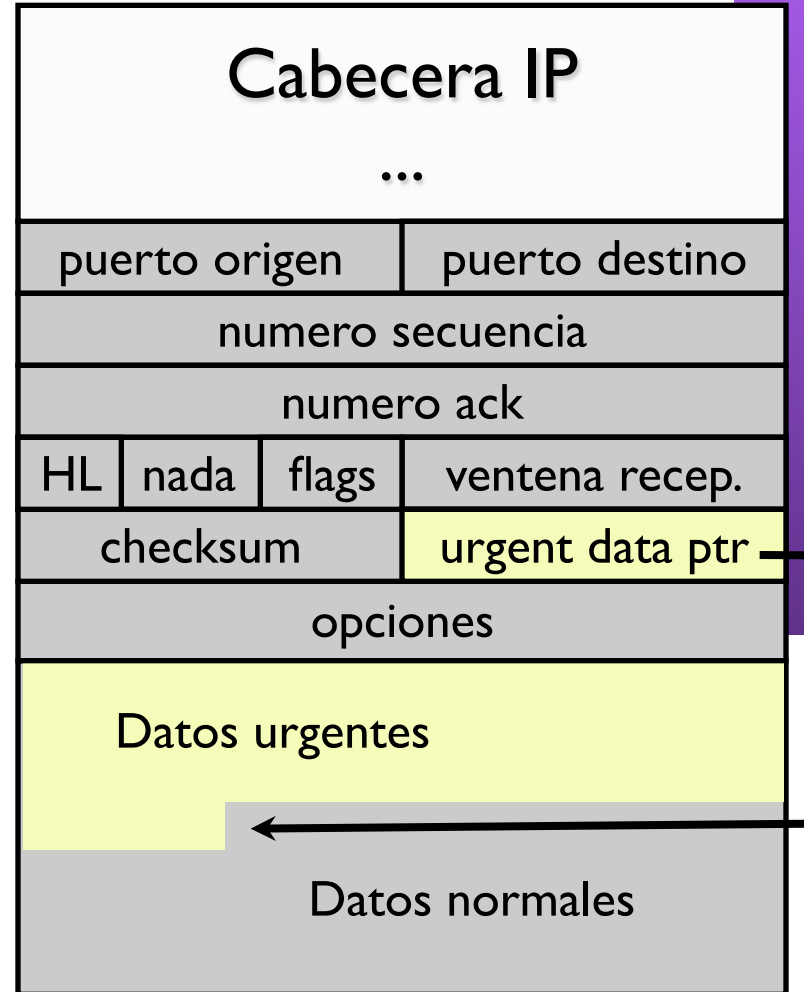 Cabecera IP
...
puerto origen puerto destino
numero secuencia
numero ack
HL nada flags ventena recep.
checksum urgent data ptr
opciones
Datos urgentes
Datos normales